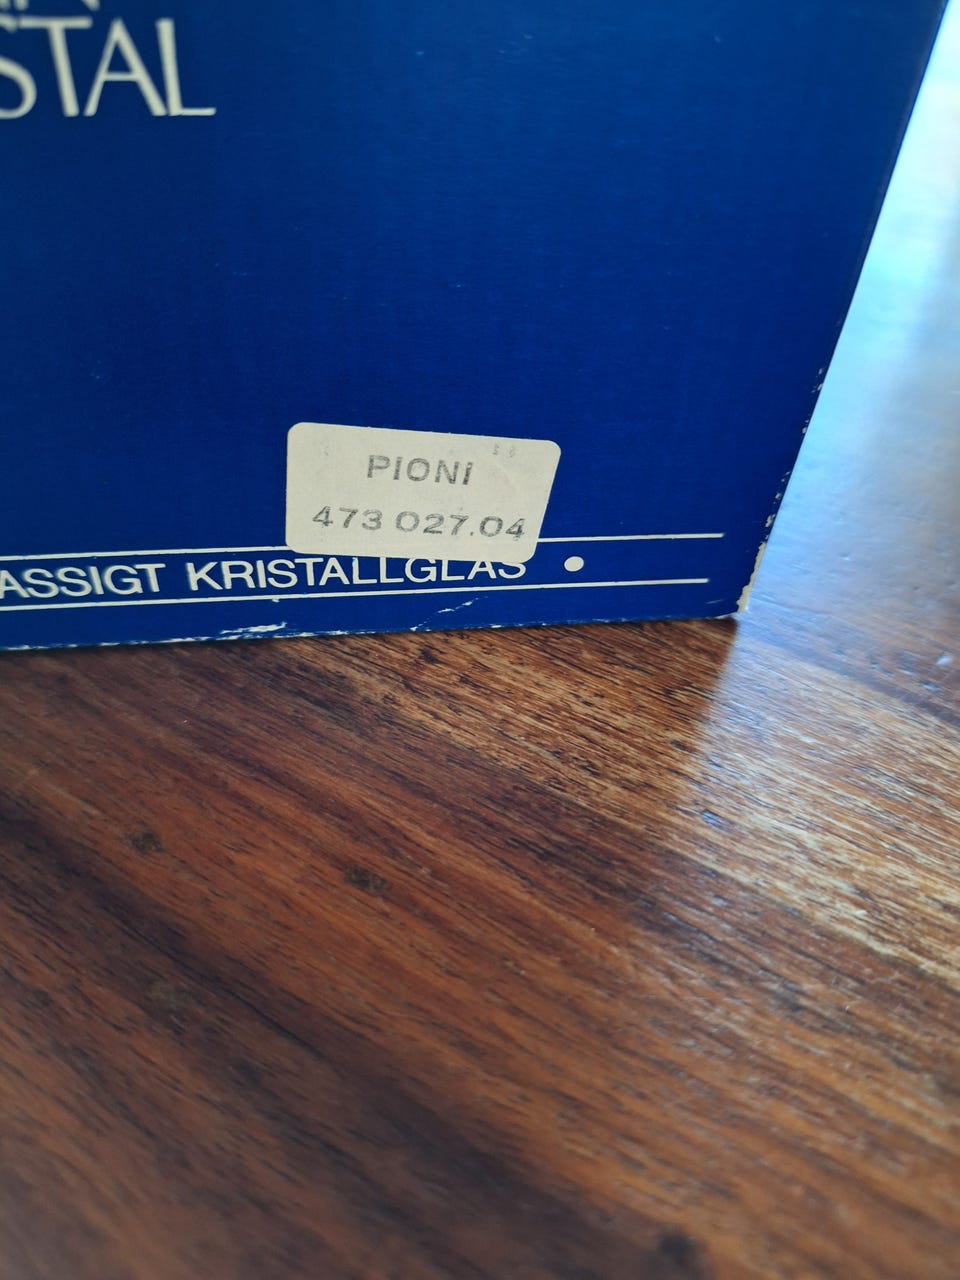 STAL
PIONI
473 027.04
ASSIGT KRISTALLGLAS